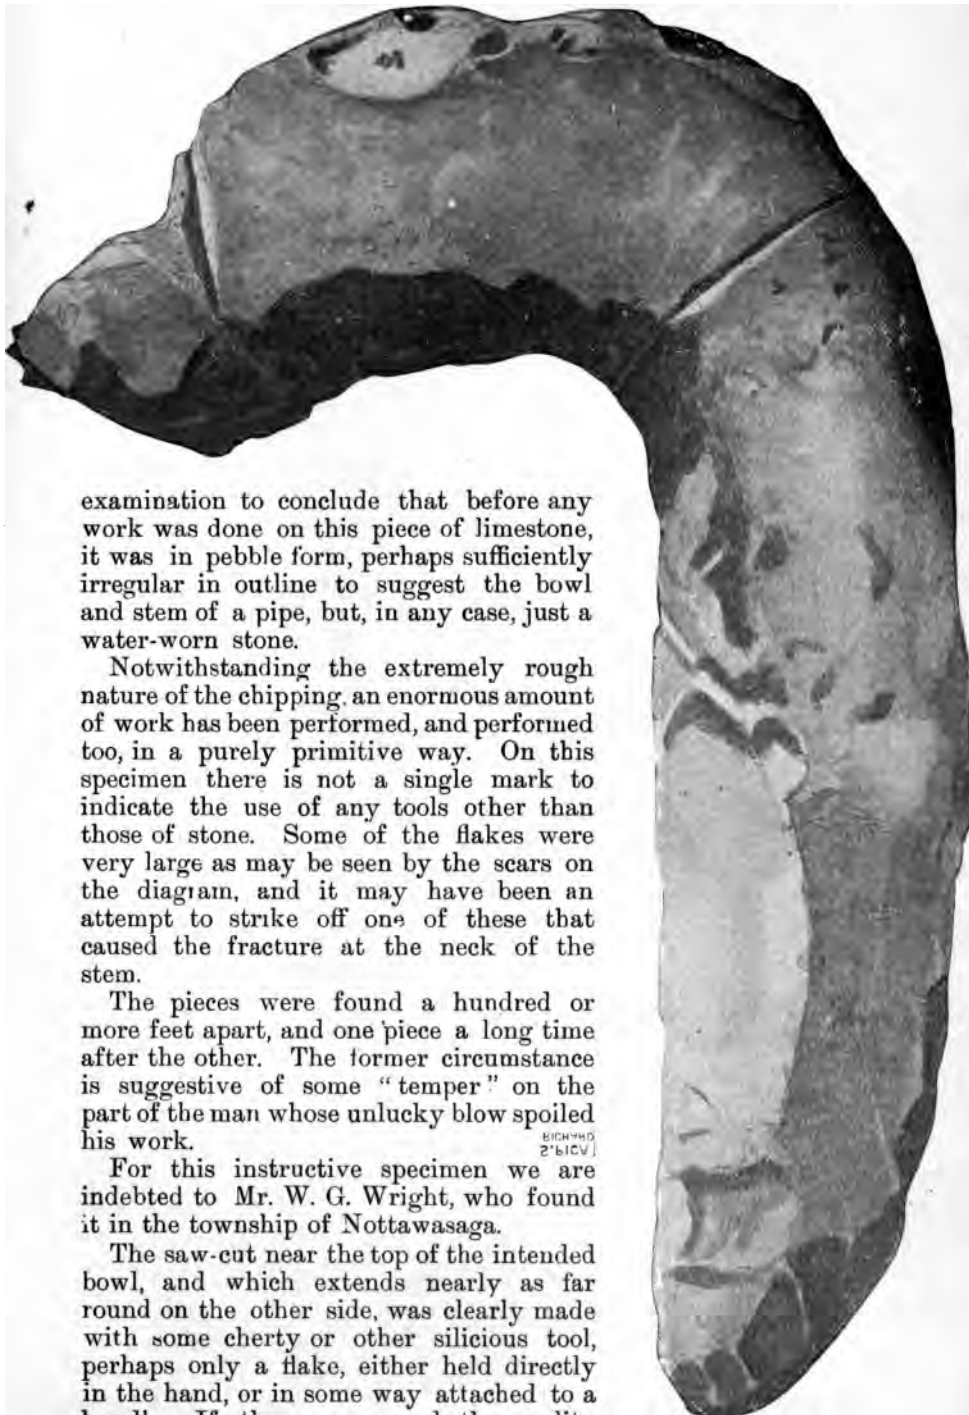 examination to conclude that before any
work was done on this piece of limestone,
it was in pebble form, perhaps sufficiently
irregular in outline to suggest the bowl
and stem of a pipe, but, in any case, just a
water-worn stone.
Notwithstanding the extremely rough
nature of the chipping, an enormous amount
of work has been performed, and performed
too, in a purely primitive way. On this
specimen there is not a single mark to
indicate the use of any tools other than
those of stone. Some of the flakes were
very large as may be seen by the scars on
the diagram, and it may have been an
attempt to strike off one of these that
caused the fracture at the neck of the
stem.
The pieces were found a hundred or
more feet apart, and one piece a long time
after the other. The former circumstance
is suggestive of some "temper" on the
part of the man whose unlucky blow spoiled
his work.
For this instructive specimen we are
indebted to Mr. W. G. Wright, who found
it in the township of Nottawasaga.
The saw-cut near the top of the intended
bowl, and which extends nearly as far
round on the other side, was clearly made
with some cherty or other silicious tool,
perhaps only a flake, either held directly
in the hand, or in some way attached to a